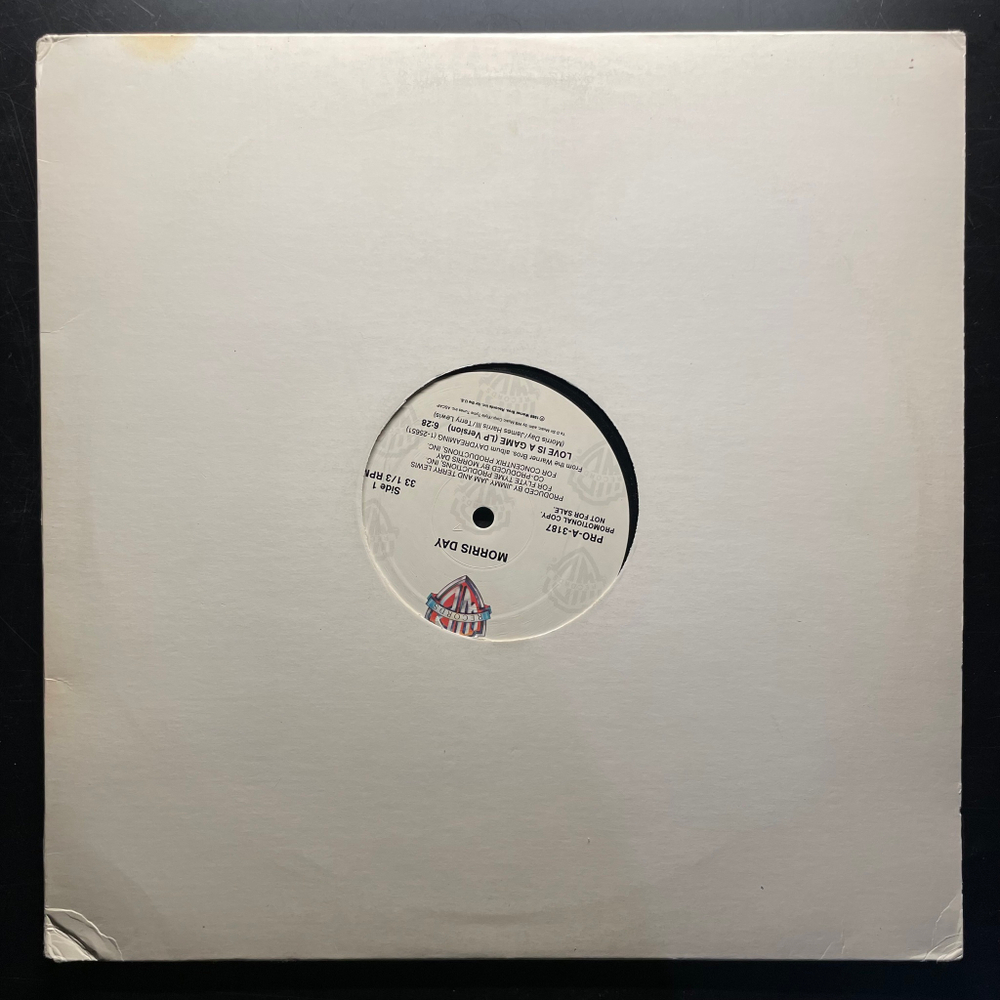 RECORDS
MORRIS DAY
PRO-A-3187
PROMOTIONAL COPY.
NOT FOR SALE.
Side 1
33 1/3 RPM
PRODUCED BY JIMMY JAM AND TERRY LEWIS
FOR FLYTE TYME PRODUCTIONS, INC.
CO-PRODUCED BY MORRIS DAY
FOR CONCENTRIX PRODUCTIONS, INC.
From the Warner Bros. album DAYDREAMING (1-25651)
LOVE IS A GAME (LP Version) 6:28
(Morris Day/James Harris III/Terry Lewis)